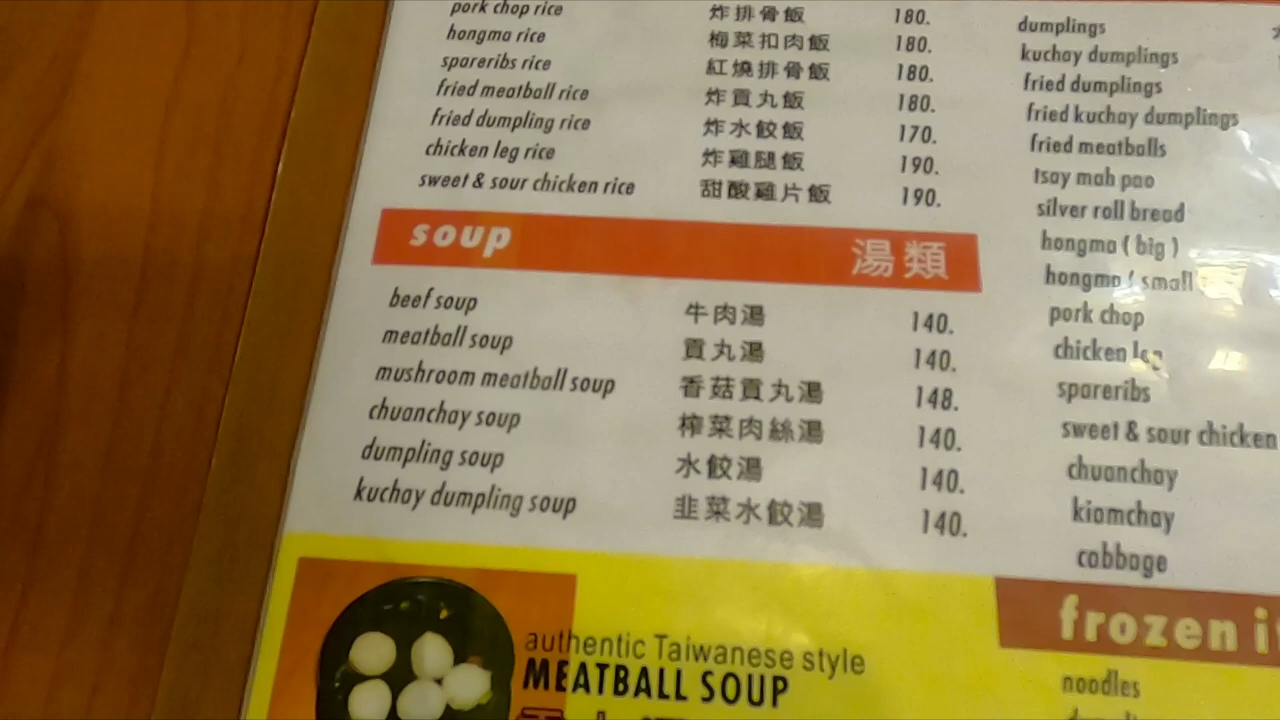 pork chop rice 炸排骨飯 180.
hongma rice 梅菜扣肉飯 180.
spareribs rice 紅燒排骨飯 180.
fried meatball rice 炸貢丸飯 180.
fried dumpling rice 炸水餃飯 170.
chicken leg rice 炸雞腿飯 190.
sweet & sour chicken rice 甜酸雞片飯 190.
soup 湯類
beef soup 牛肉湯 140.
meatball soup 貢丸湯 140.
mushroom meatball soup 香菇貢丸湯 148.
chuanchay soup 榨菜肉絲湯 140.
dumpling soup 水餃湯 140.
kuchay dumpling soup 韭菜水餃湯 140.
authentic Taiwanese style
MEATBALL SOUP
dumplings
kuchay dumplings
fried dumplings
fried kuchay dumplings
fried meatballs
tsay mah pao
silver roll bread
hongma ( big )
hongma ( small
pork chop
chicken leg
spareribs
sweet & sour chicken
chuanchay
kiamchay
cabbage
frozen
noodles